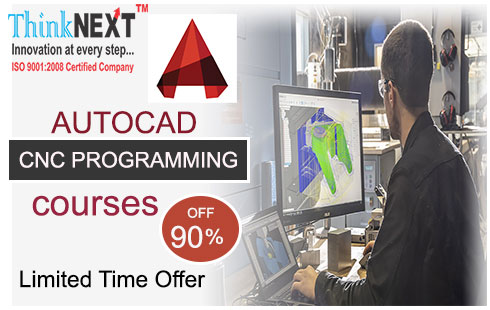 ThinkNEXT™
Innovation at every step...
ISO 9001:2008 Certified Company
AUTOCAD
CNC PROGRAMMING
courses
OFF
90%
Limited Time Offer